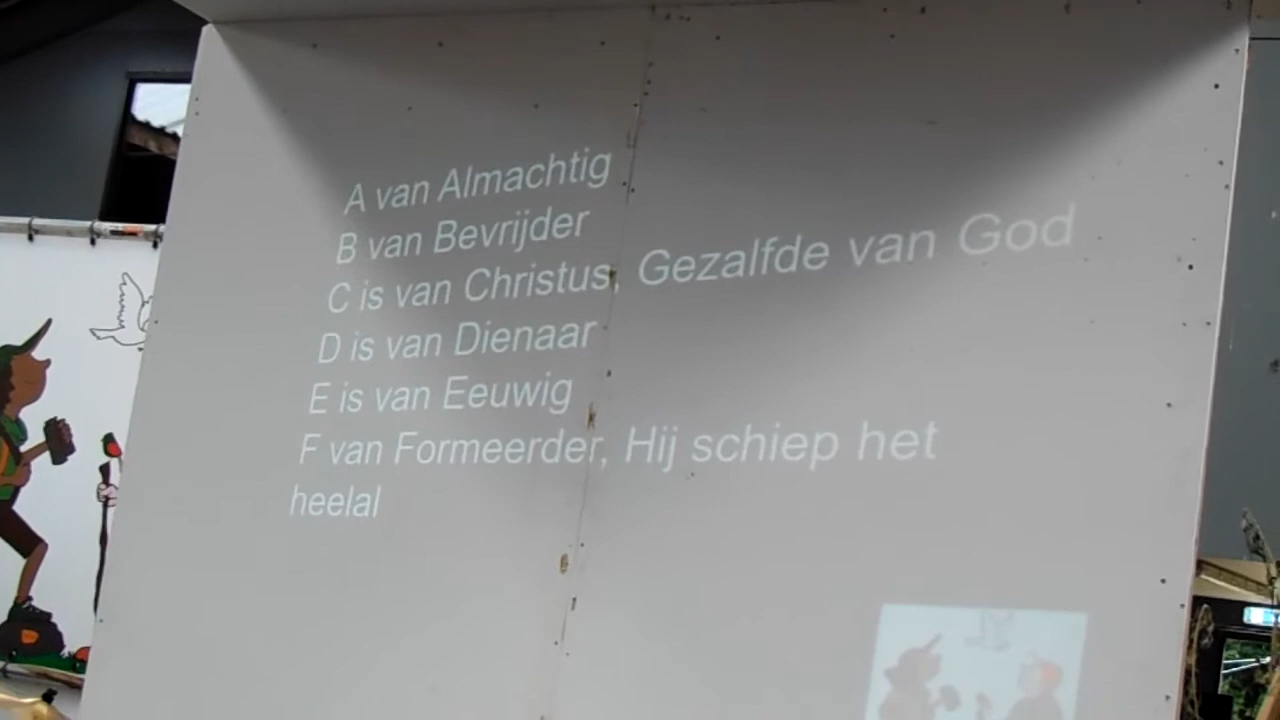 A van Almachtig
B van Bevrijder
C is van Christus, Gezalfde van God
D is van Dienaar
E is van Eeuwig
F van Formeerder, Hij schiep het
heelal